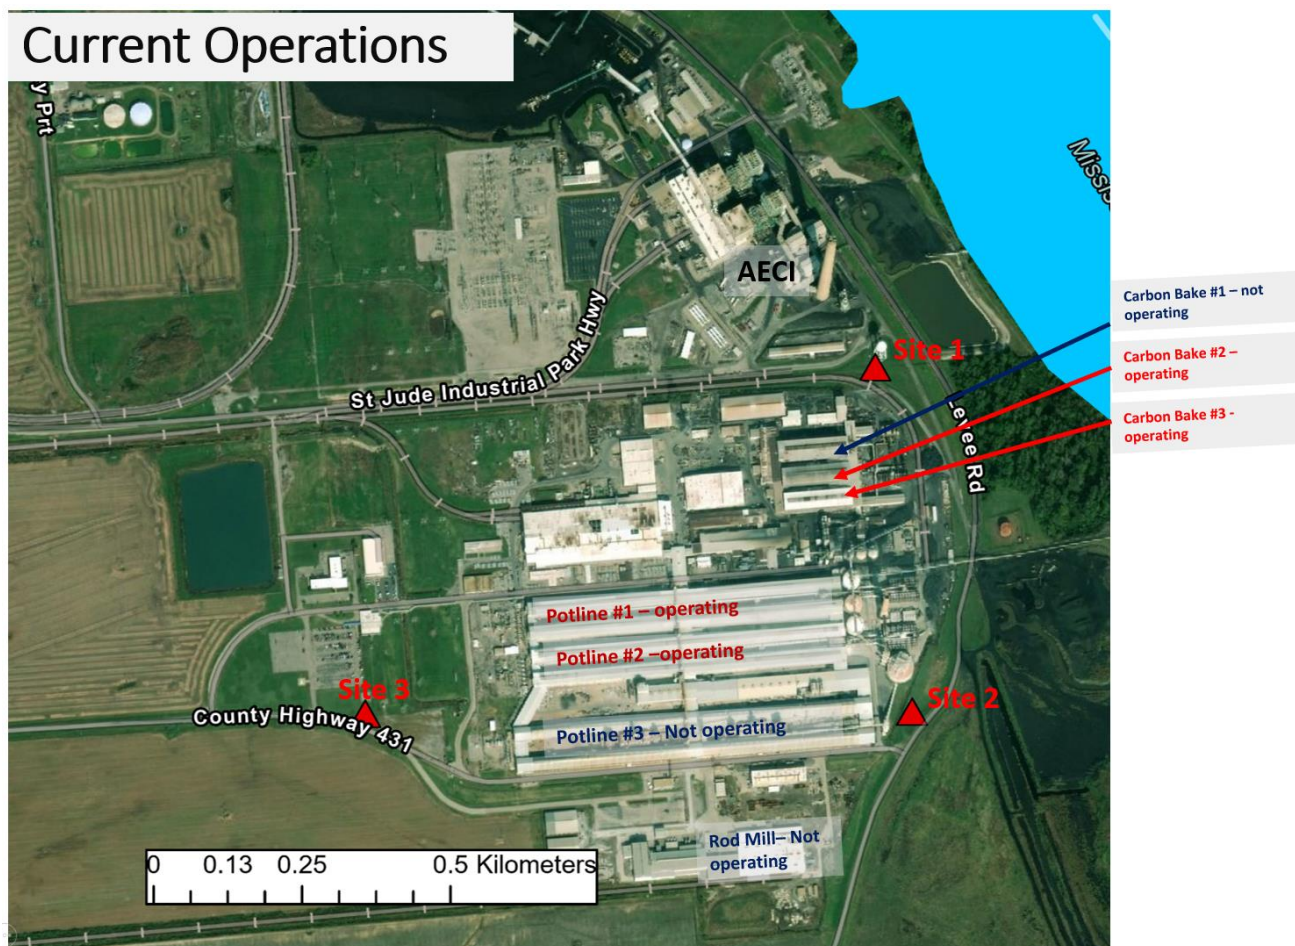 Current Operations
y Prt
Missis
AECI
Carbon Bake #1 – not
operating
Carbon Bake #2 –
operating
Carbon Bake #3 -
operating
Site 1
St Jude Industrial Park Hwy
Levee Rd
Potline #1 – operating
Potline #2 –operating
Site 3
Site 2
County Highway 431
Potline #3 – Not operating
Rod Mill– Not
operating
0 0.13 0.25 0.5 Kilometers